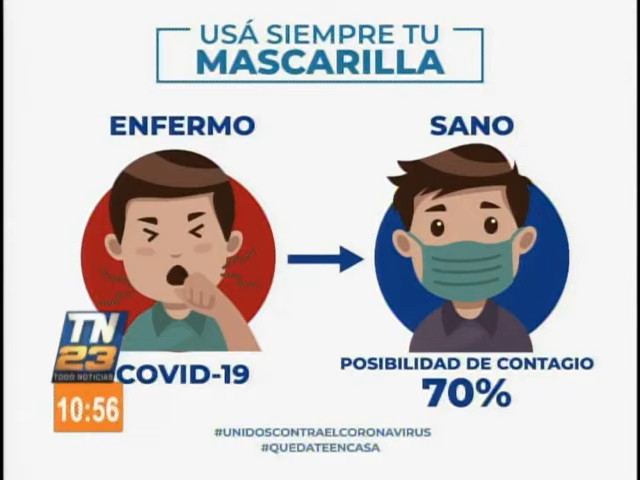 USÁ SIEMPRE TU
MASCARILLA
ENFERMO
SANO
COVID-19
POSIBILIDAD DE CONTAGIO
70%
TN
23
TODO NOTICIAS
10:56
#UNIDOSCONTRAELCORONAVIRUS
#QUEDATEENCASA